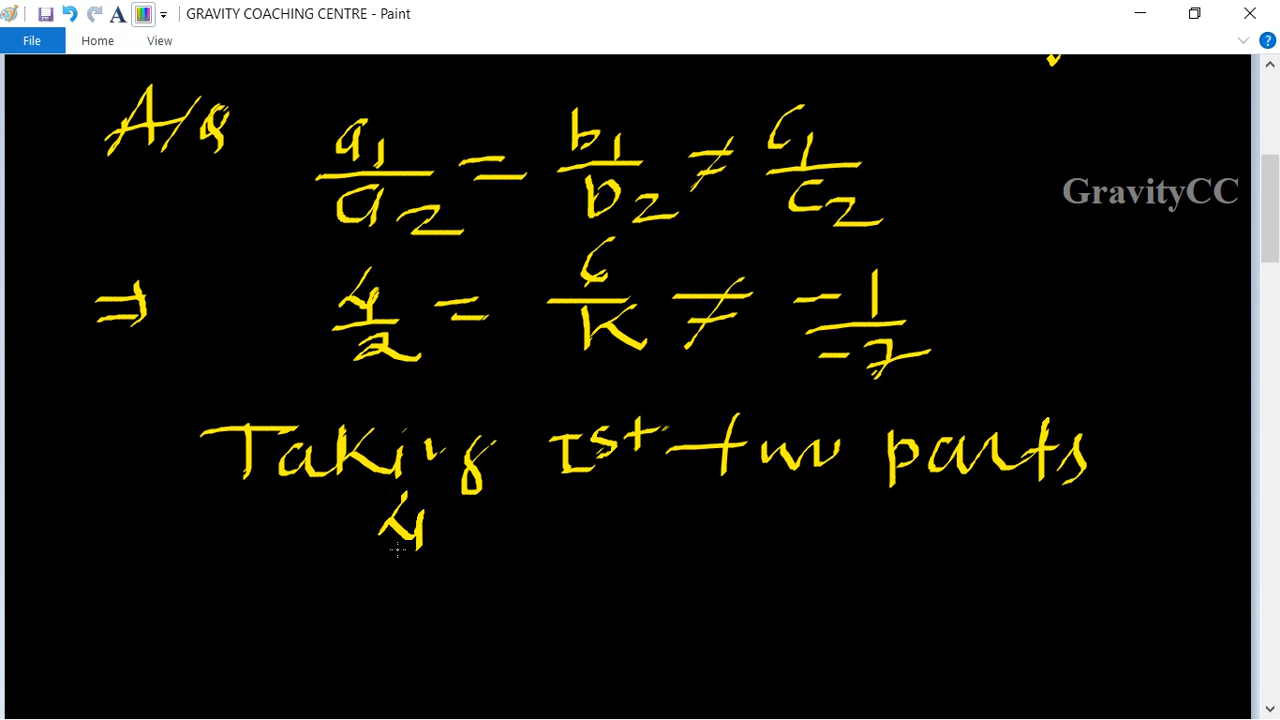 GRAVITY COACHING CENTRE - Paint
File Home View
A/Q a1/a2 = b1/b2 ≠ c1/c2
GravityCC
⇒ 4/2 = 6/K ≠ -1/-7
Taking Ist two parts
4